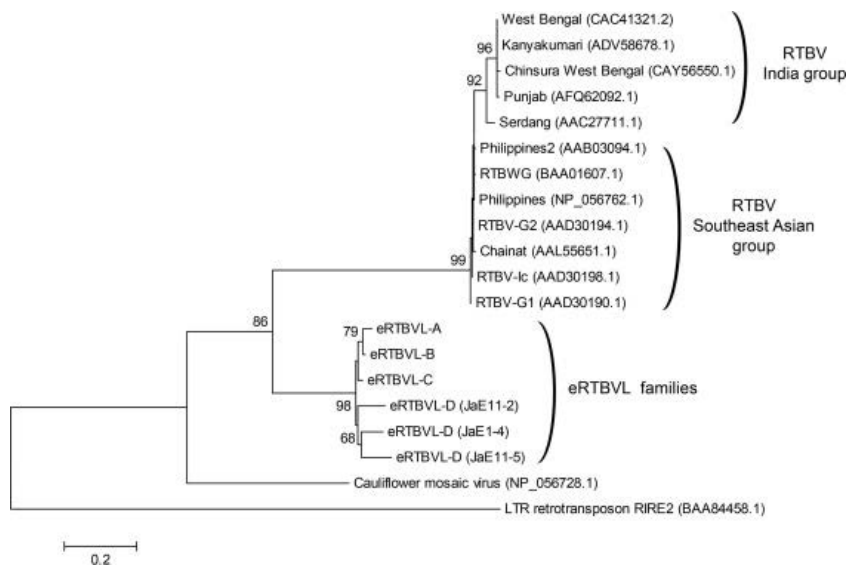 West Bengal (CAC41321.2)
96
Kanyakumari (ADV58678.1)
RTBV
India group
Chinsura West Bengal (CAY56550.1)
92
Punjab (AFQ62092.1)
Serdang (AAC27711.1)
Philippines2 (AAB03094.1)
RTBWG (BAA01607.1)
Philippines (NP_056762.1)
RTBV
Southeast Asian
group
RTBV-G2 (AAD30194.1)
Chainat (AAL55651.1)
99
RTBV-Ic (AAD30198.1)
RTBV-G1 (AAD30190.1)
86
79
eRTBVL-A
eRTBVL-B
eRTBVL-C
eRTBVL families
98
eRTBVL-D (JaE11-2)
eRTBVL-D (JaE1-4)
68
eRTBVL-D (JaE11-5)
Cauliflower mosaic virus (NP_056728.1)
LTR retrotransposon RIRE2 (BAA84458.1)
0.2